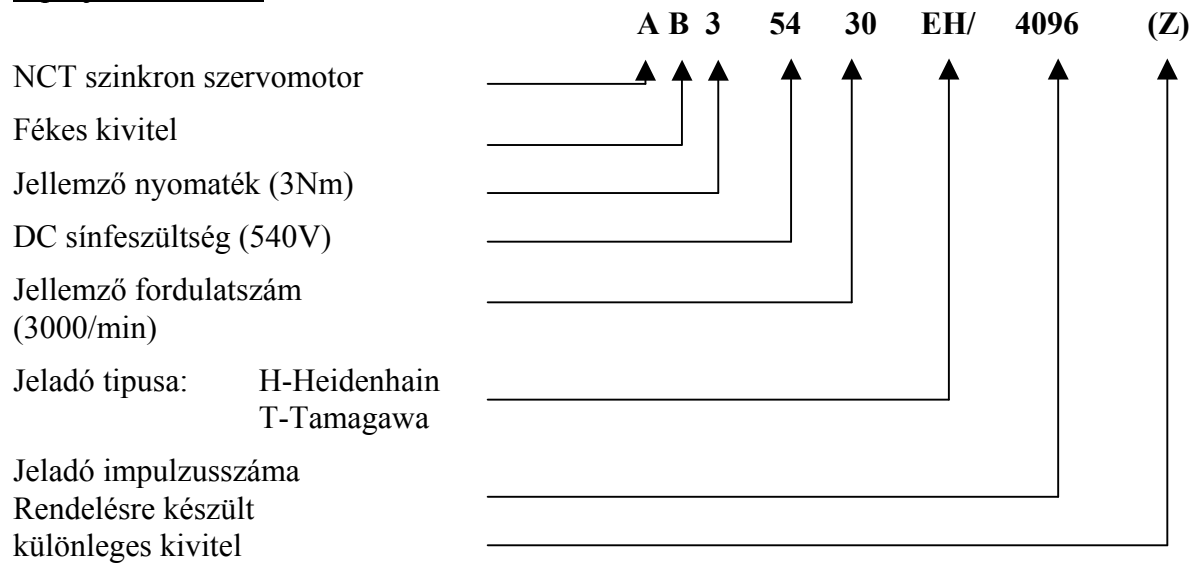 A B 3 54 30 EH/ 4096 (Z)
NCT szinkron szervomotor
Fékes kivitel
Jellemző nyomaték (3Nm)
DC sínfeszültség (540V)
Jellemző fordulatszám
(3000/min)
Jeladó tipusa: H-Heidenhain
T-Tamagawa
Jeladó impulzusszáma
Rendelésre készült
különleges kivitel